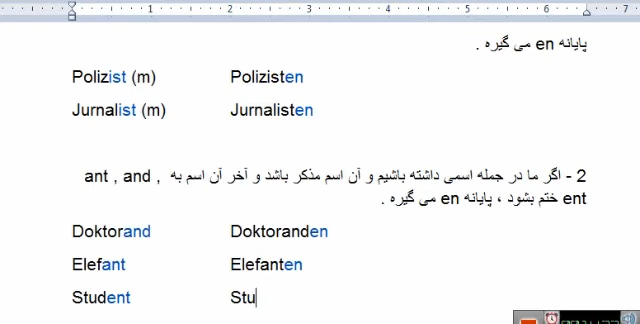 پایانه en می گیره .
Polizist (m) Polizisten
Jurnalist (m) Jurnalisten
2 - اگر ما در جمله اسمی داشته باشیم و آن اسم مذکر باشد و آخر آن اسم به ant , and ,
ent ختم بشود ، پایانه en می گیره .
Doktorand Doktoranden
Elefant Elefanten
Student Stu